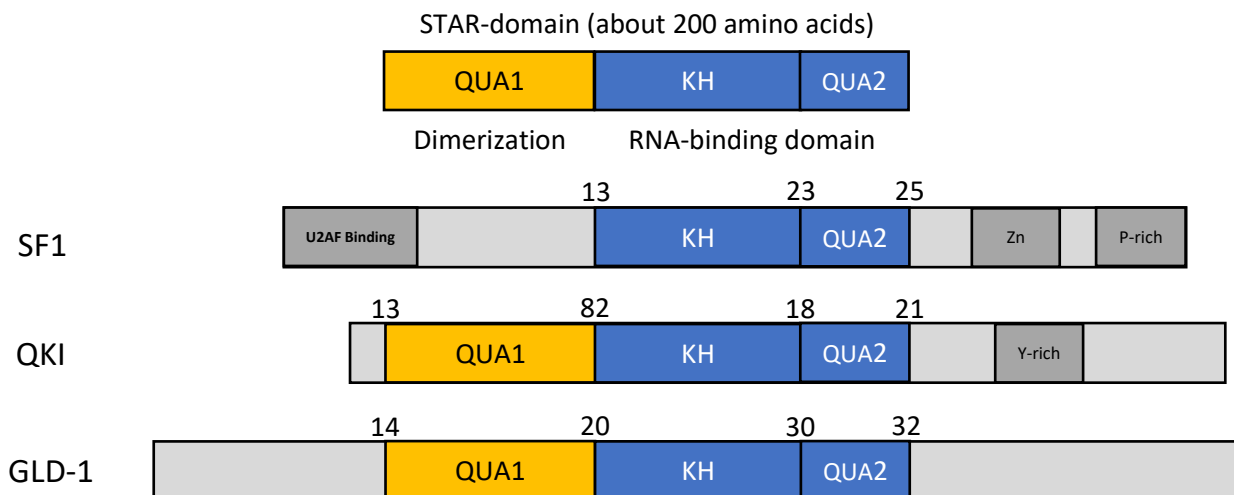 STAR-domain (about 200 amino acids)
QUA1 KH QUA2
Dimerization RNA-binding domain
13 23 25
SF1 U2AF Binding KH QUA2 Zn P-rich
13 82 18 21
QKI QUA1 KH QUA2 Y-rich
14 20 30 32
GLD-1 QUA1 KH QUA2